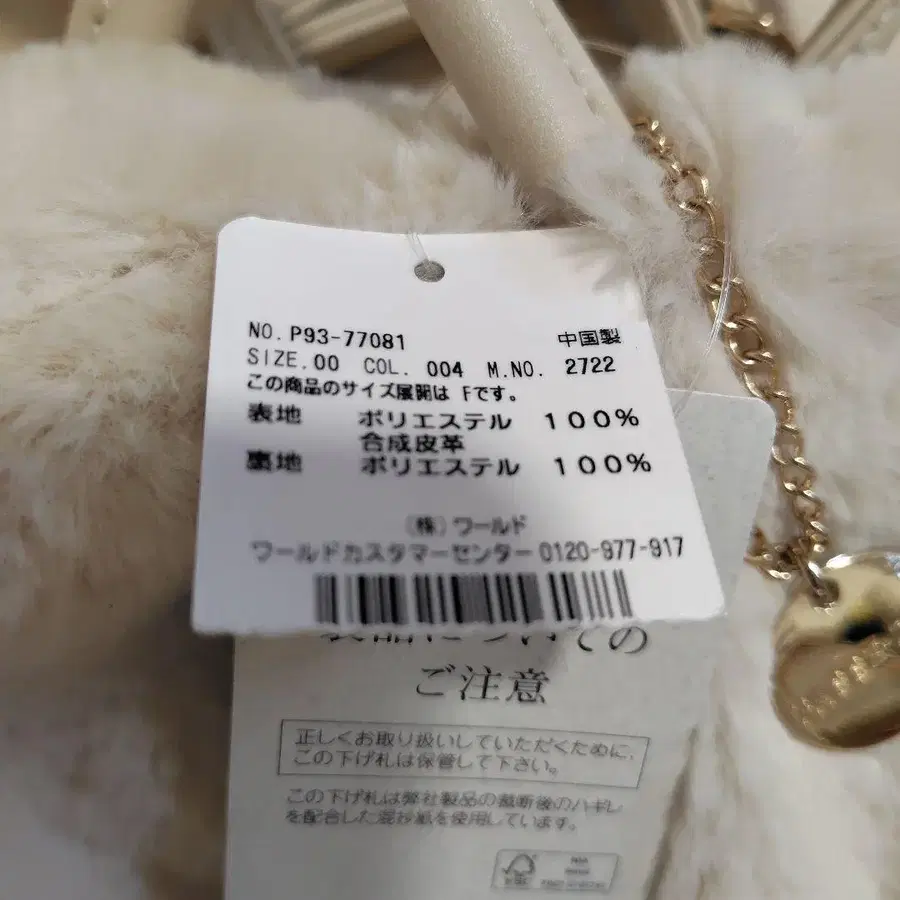 NO. P93-77081 中国製
SIZE. 00 COL. 004 M.NO. 2722
この商品のサイズ展開は Fです。
表地 ポリエステル 100%
合成皮革
裏地 ポリエステル 100%
(株) ワールド
ワールドカスタマーセンター 0120-977-917
ご注意
正しくお取り扱いしていただくために、
この下げ札は保管して下さい。
この下げ札は弊社製品の裁断後のハギレ
を配合した混抄紙を使用しています。
FSC